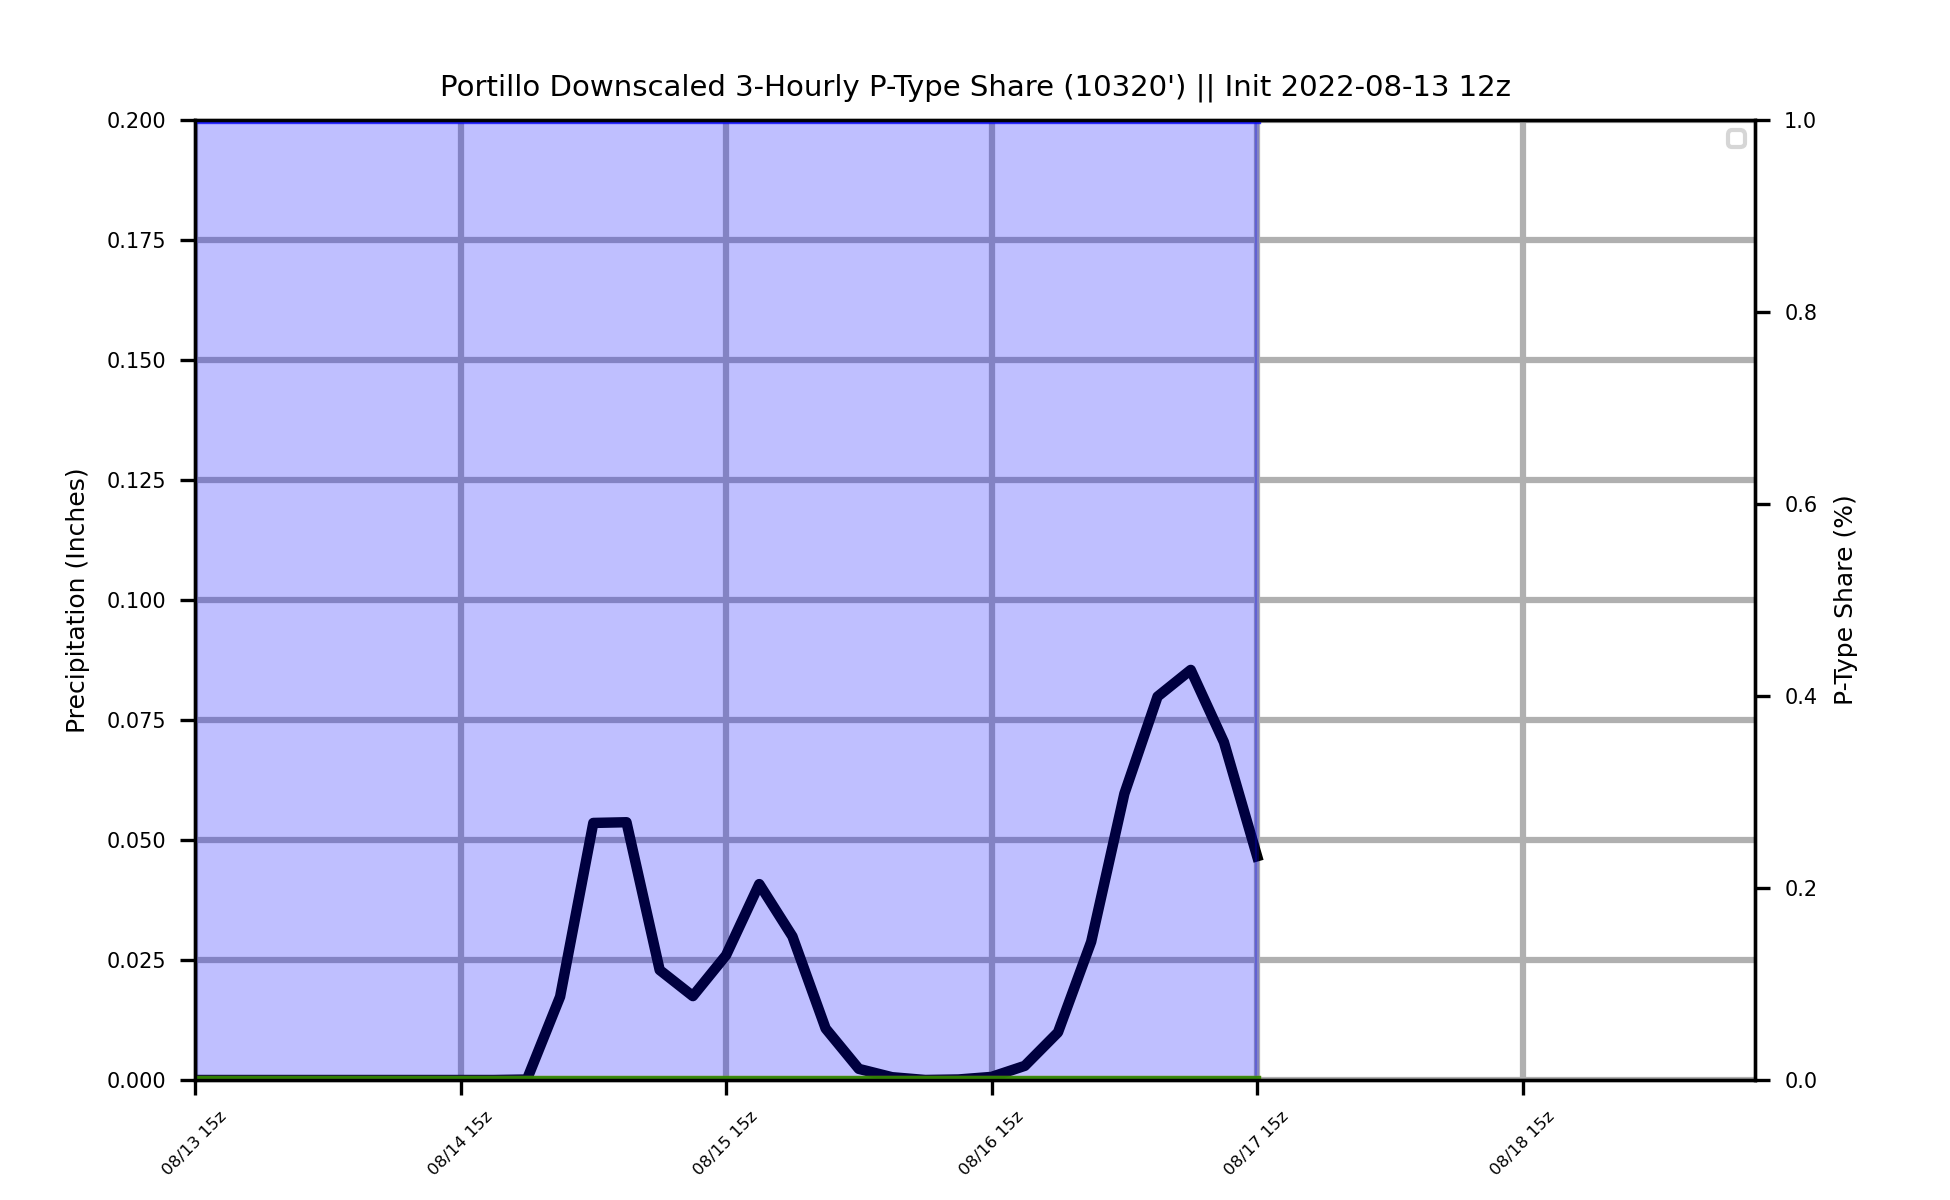 Portillo Downscaled 3-Hourly P-Type Share (10320') || Init 2022-08-13 12z
Precipitation (Inches)
0.200
0.175
0.150
0.125
0.100
0.075
0.050
0.025
0.000
1.0
0.8
0.6
0.4
0.2
0.0
P-Type Share (%)
08/13 15z
08/14 15z
08/15 15z
08/16 15z
08/17 15z
08/18 15z